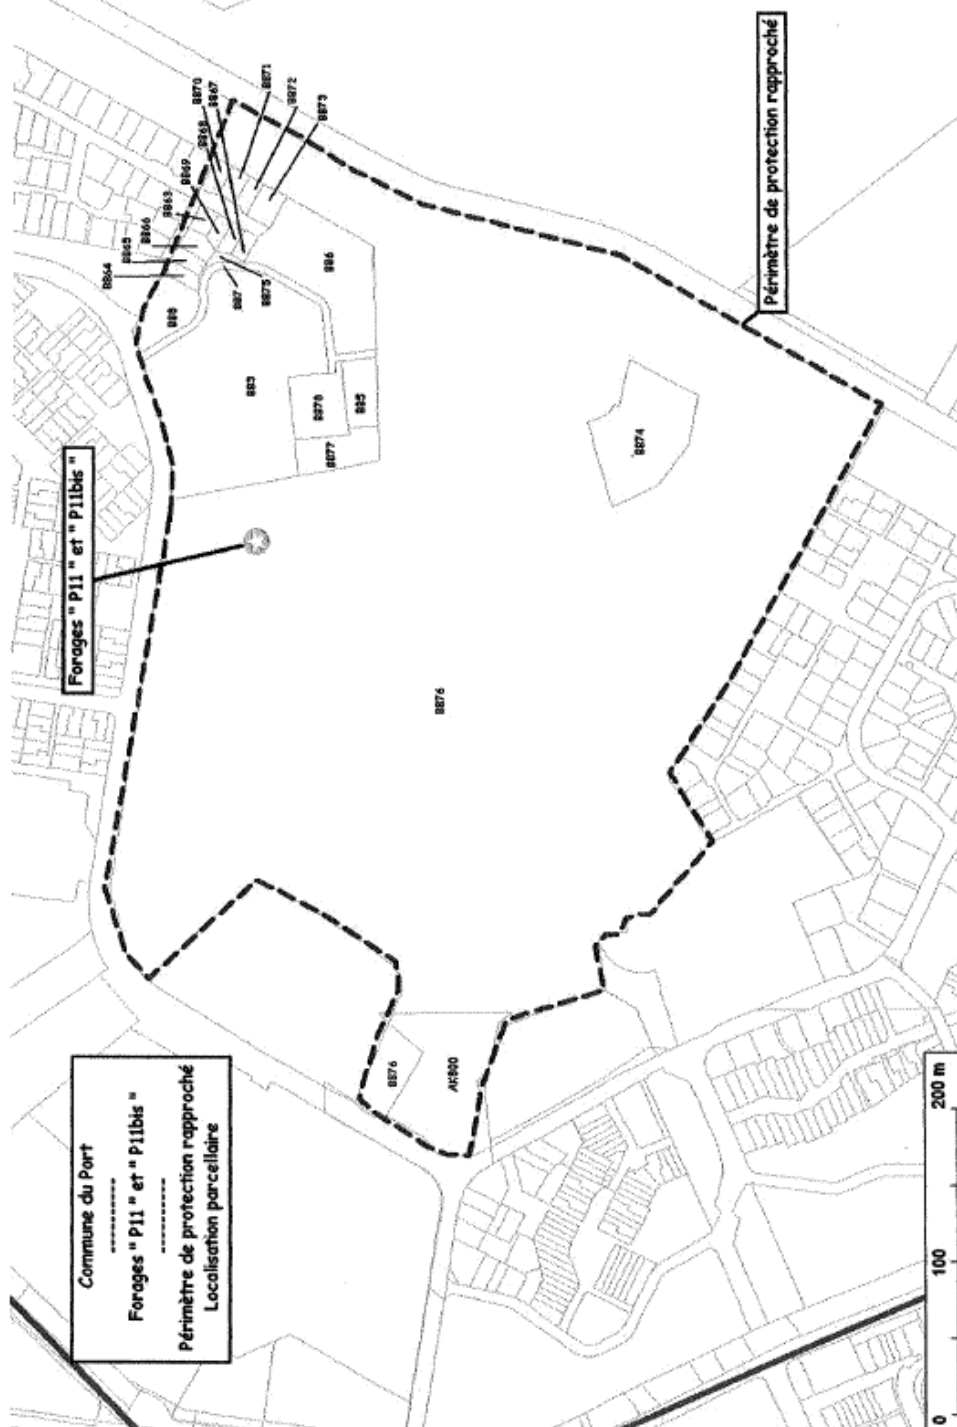 Commune du Port
----------
Forages " P11 " et " P11bis "
----------
Périmètre de protection rapproché
Localisation parcellaire
Forages " P11 " et " P11bis "
Périmètre de protection rapproché
BB64
BB65
BB66
BB63
BB69
BB68
BB70
BB67
BB71
BB72
BB73
BB8
BB7
BB75
BB6
BB3
BB78
BB5
BB77
BB74
BB76
BB76
AK800
0
100
200 m